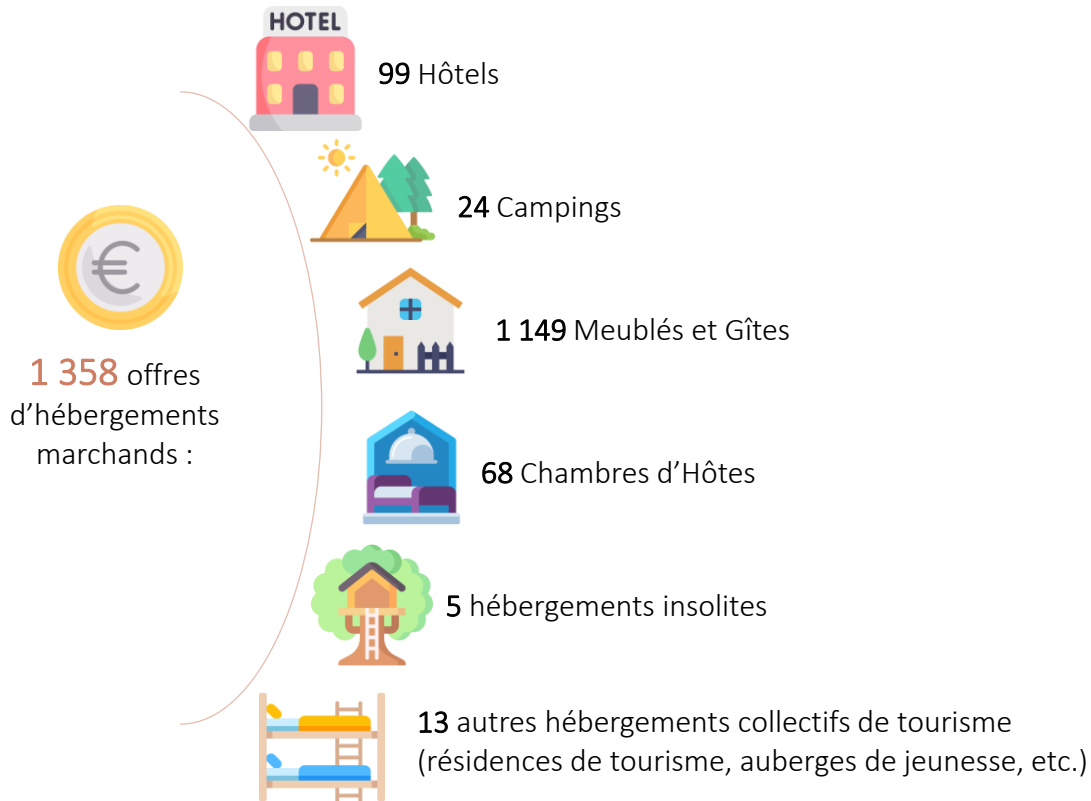 HOTEL
99 Hôtels
24 Campings
1 149 Meublés et Gîtes
1 358 offres
d’hébergements
marchands :
68 Chambres d’Hôtes
5 hébergements insolites
13 autres hébergements collectifs de tourisme
(résidences de tourisme, auberges de jeunesse, etc.)